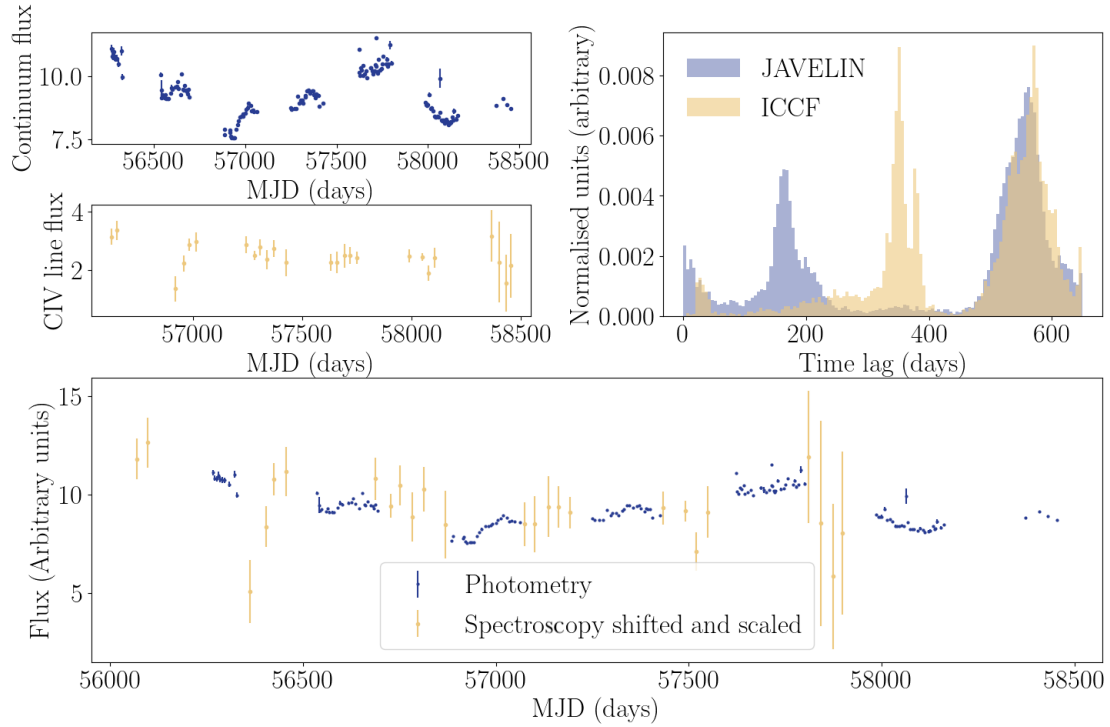 Continuum flux
10.0
7.5
56500 57000 57500 58000 58500
MJD (days)
CIV line flux
4
2
57000 57500 58000 58500
MJD (days)
Normalised units (arbitrary)
0.008
0.006
0.004
0.002
0.000
JAVELIN
ICCF
0 200 400 600
Time lag (days)
Flux (Arbitrary units)
15
10
5
Photometry
Spectroscopy shifted and scaled
56000 56500 57000 57500 58000 58500
MJD (days)